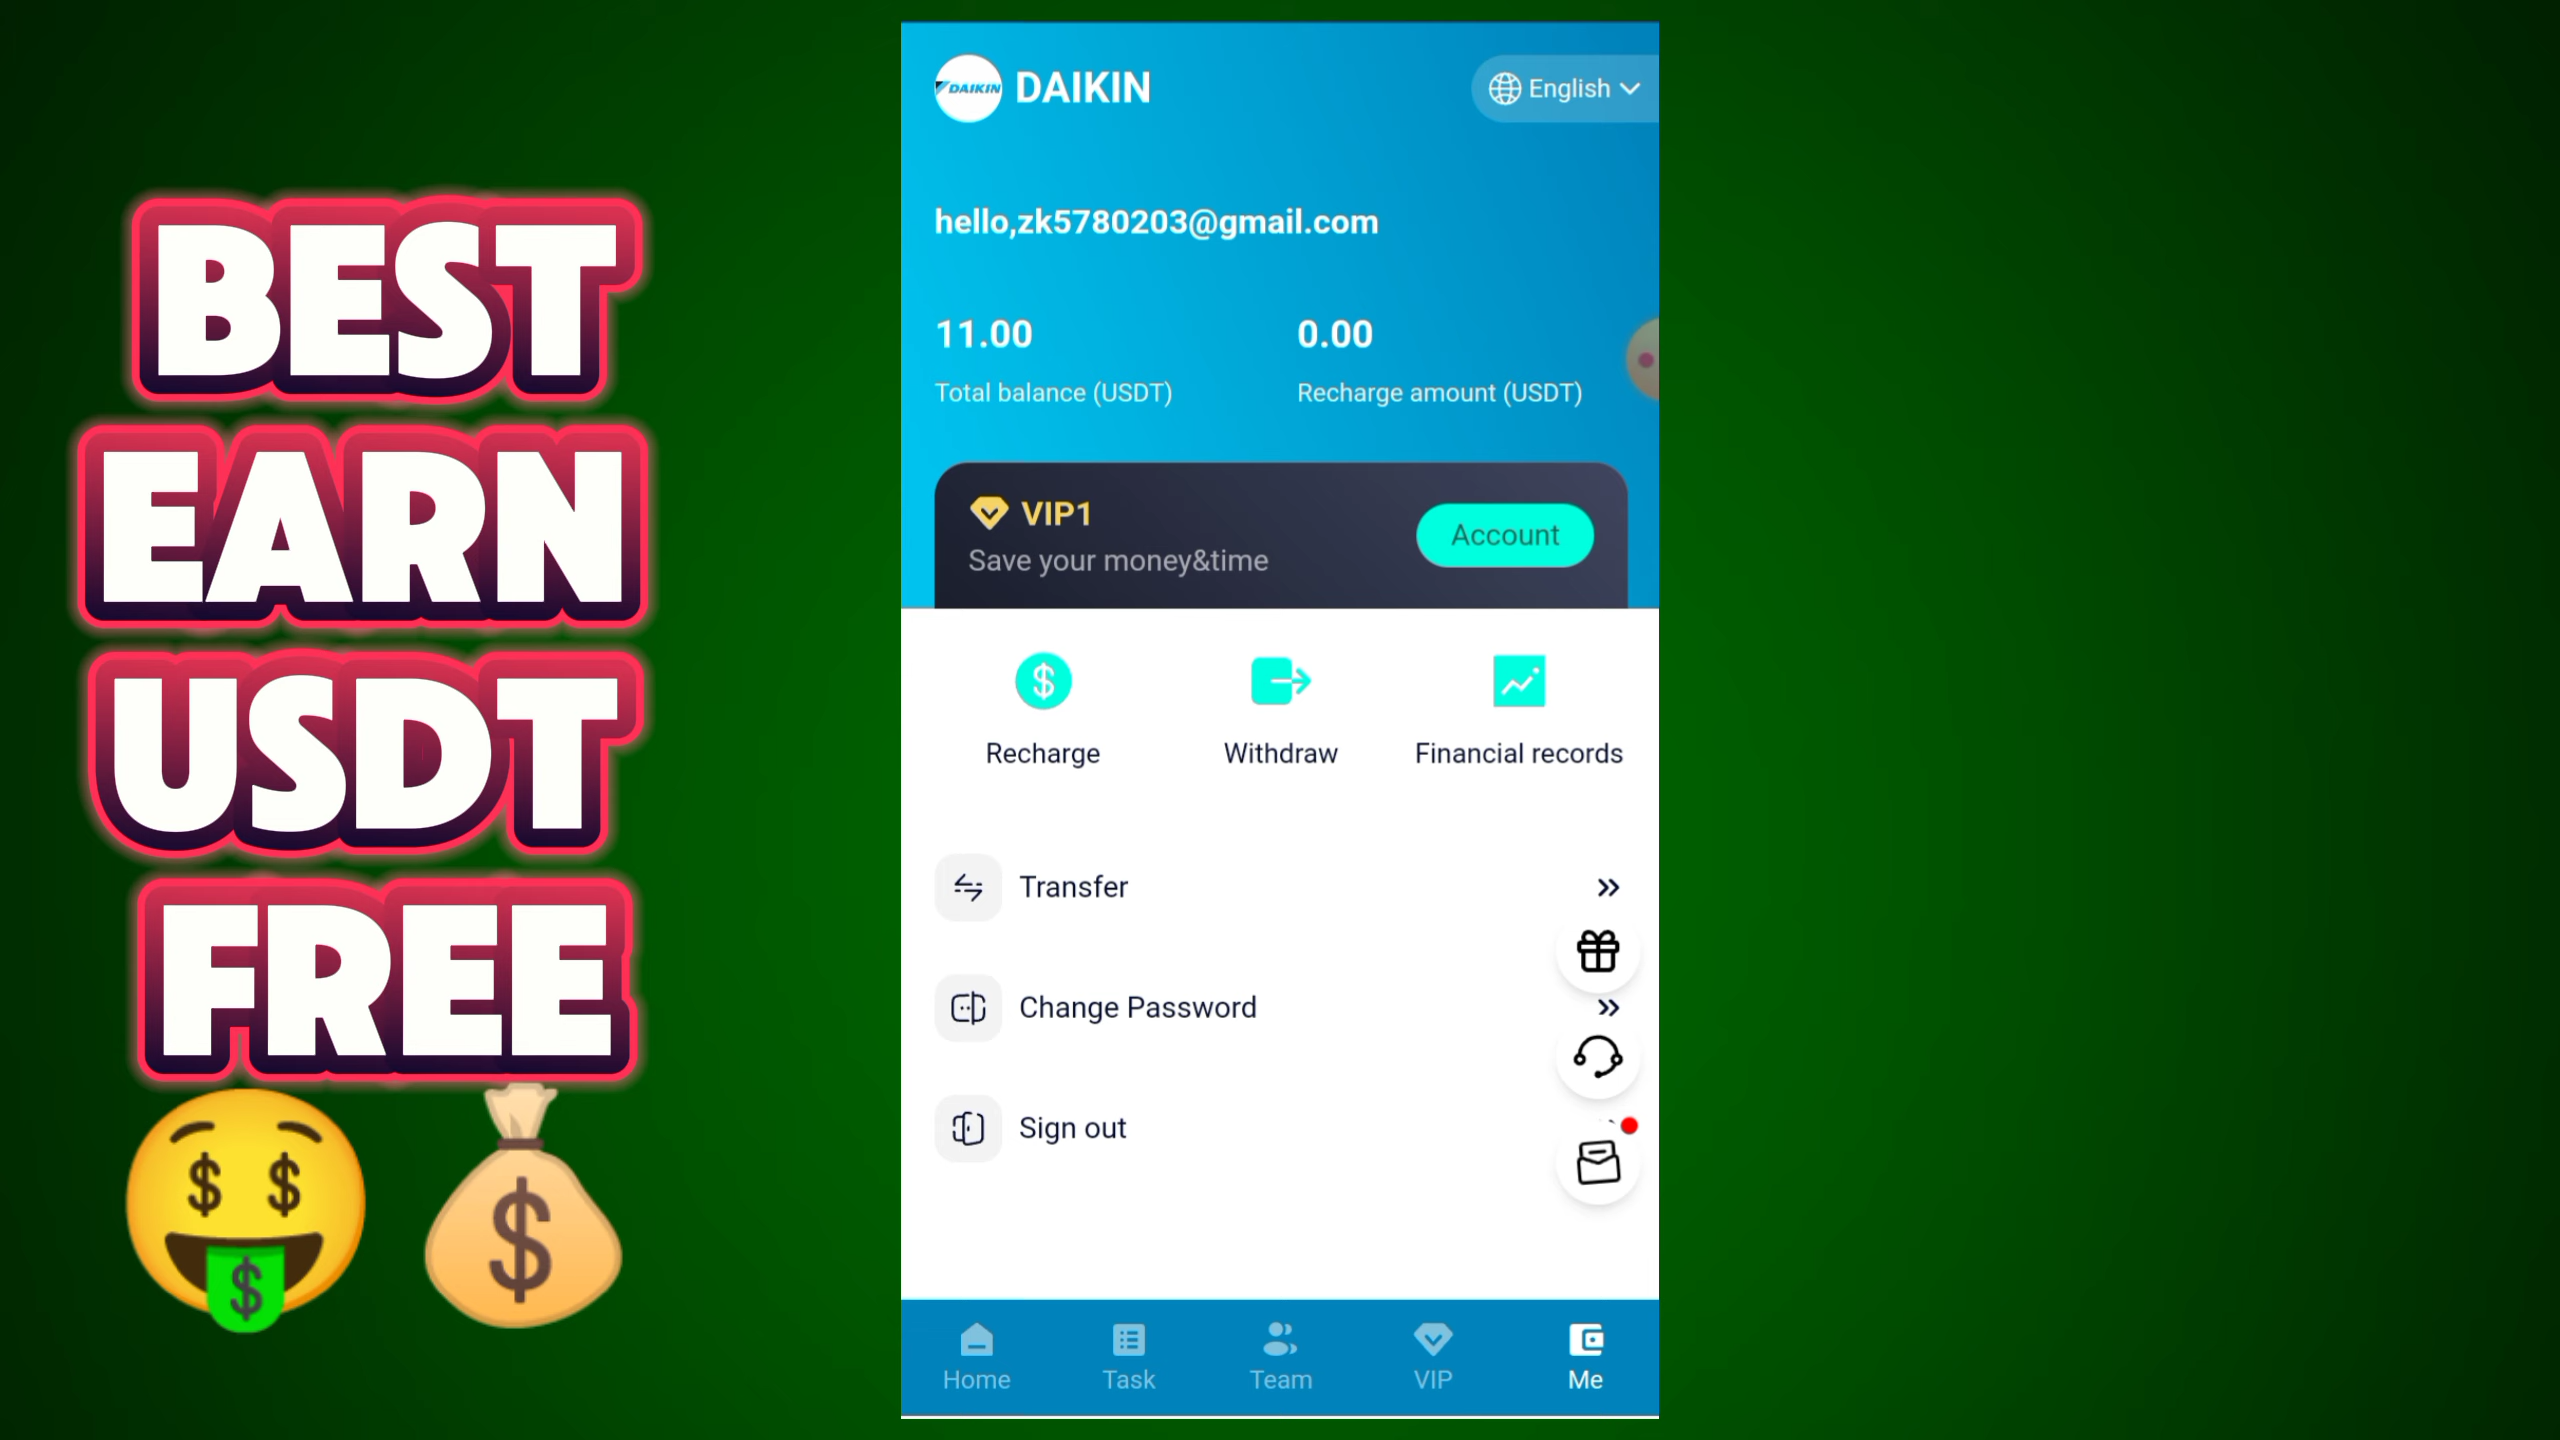 BEST
EARN
USDT
FREE
DAIKIN DAIKIN
English
hello,zk5780203@gmail.com
11.00 0.00
Total balance (USDT) Recharge amount (USDT)
VIP1
Save your money&time
Account
Recharge Withdraw Financial records
Transfer
Change Password
Sign out
Home Task Team VIP Me